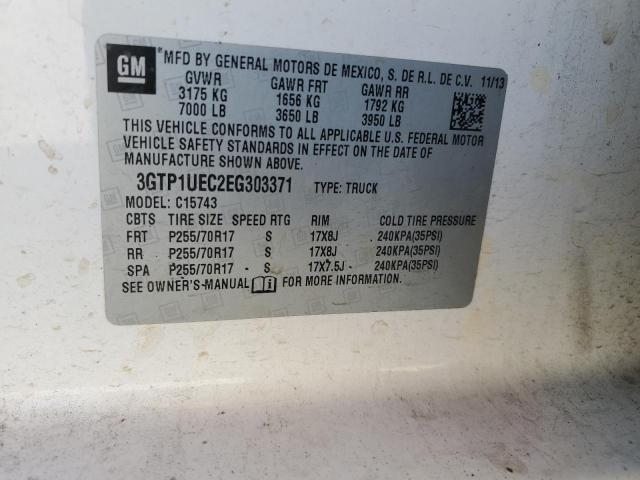 GM
*MFD BY GENERAL MOTORS DE MEXICO, S. DE R.L. DE C.V. 11/13
GVWR GAWR FRT GAWR RR
3175 KG 1656 KG 1792 KG
7000 LB 3650 LB 3950 LB
THIS VEHICLE CONFORMS TO ALL APPLICABLE U.S. FEDERAL MOTOR
VEHICLE SAFETY STANDARDS IN EFFECT ON THE DATE OF
MANUFACTURE SHOWN ABOVE.
3GTP1UEC2EG303371 TYPE: TRUCK
MODEL: C15743
CBTS TIRE SIZE SPEED RTG RIM COLD TIRE PRESSURE
FRT P255/70R17 S 17X8J 240KPA(35PSI)
RR P255/70R17 S 17X8J 240KPA(35PSI)
SPA P255/70R17 S 17X7.5J 240KPA(35PSI)
SEE OWNER'S-MANUAL i FOR MORE INFORMATION.